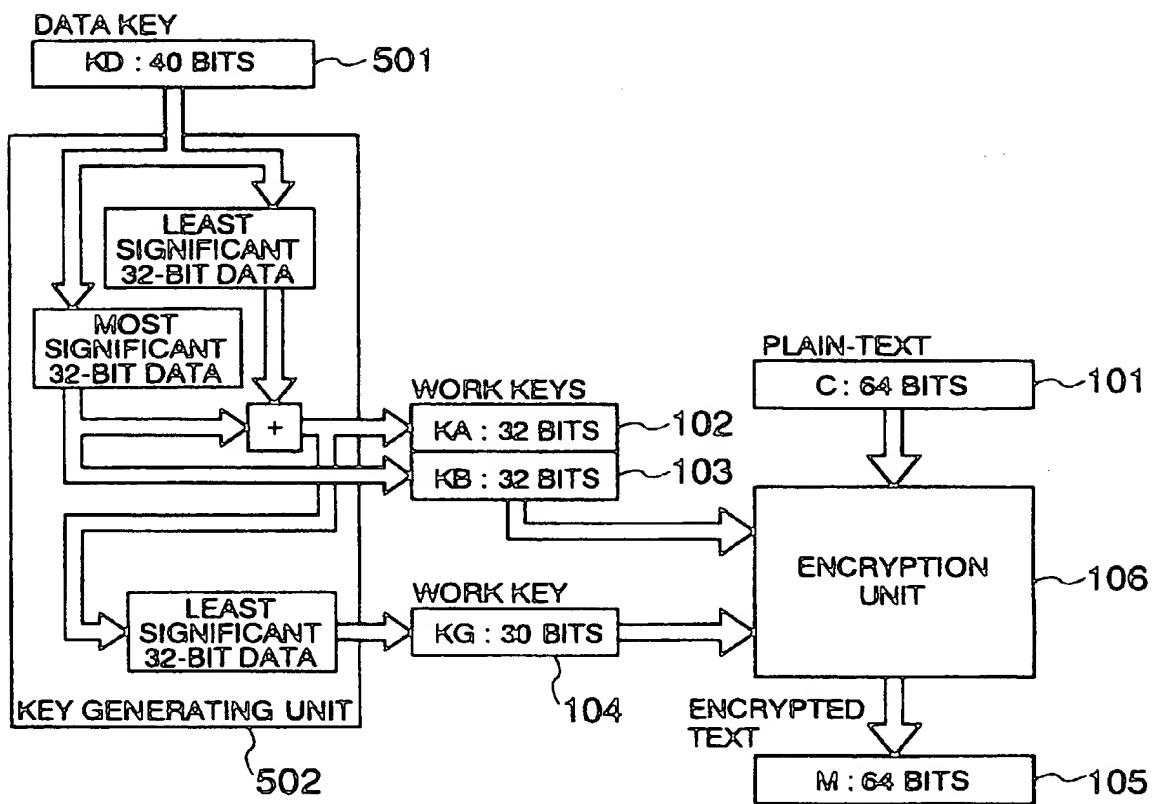 DATA KEY
KD : 40 BITS
501
LEAST
SIGNIFICANT
32-BIT DATA
MOST
SIGNIFICANT
32-BIT DATA
+
WORK KEYS
KA : 32 BITS
102
KB : 32 BITS
103
PLAIN-TEXT
C : 64 BITS
101
ENCRYPTION
UNIT
106
LEAST
SIGNIFICANT
32-BIT DATA
WORK KEY
KG : 30 BITS
104
KEY GENERATING UNIT
502
ENCRYPTED
TEXT
M : 64 BITS
105